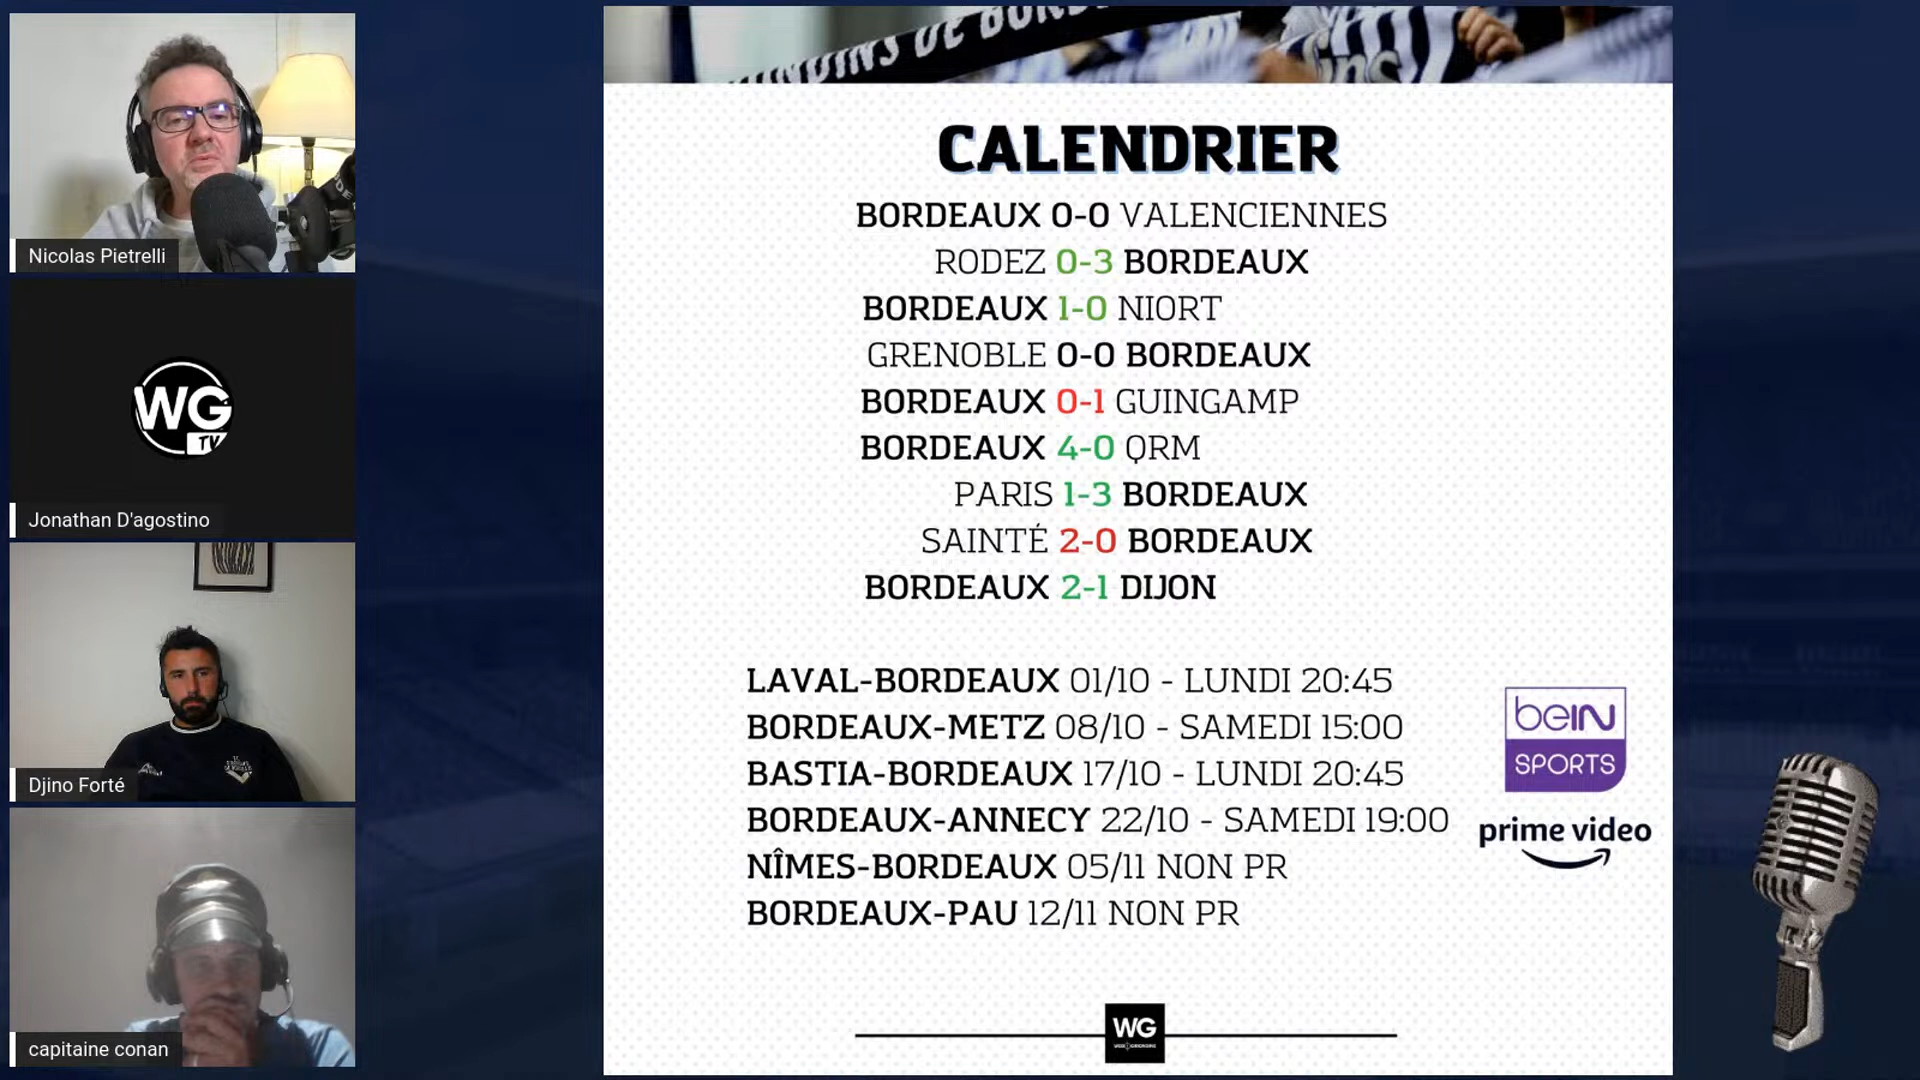 Nicolas Pietrelli
WG
TV
Jonathan D'agostino
Djino Forté
capitaine conan
CALENDRIER
BORDEAUX 0-0 VALENCIENNES
RODEZ 0-3 BORDEAUX
BORDEAUX 1-0 NIORT
GRENOBLE 0-0 BORDEAUX
BORDEAUX 0-1 GUINGAMP
BORDEAUX 4-0 QRM
PARIS 1-3 BORDEAUX
SAINTÉ 2-0 BORDEAUX
BORDEAUX 2-1 DIJON
LAVAL-BORDEAUX 01/10 - LUNDI 20:45
BORDEAUX-METZ 08/10 - SAMEDI 15:00
BASTIA-BORDEAUX 17/10 - LUNDI 20:45
BORDEAUX-ANNECY 22/10 - SAMEDI 19:00
NÎMES-BORDEAUX 05/11 NON PR
BORDEAUX-PAU 12/11 NON PR
beIN
SPORTS
prime video
WG